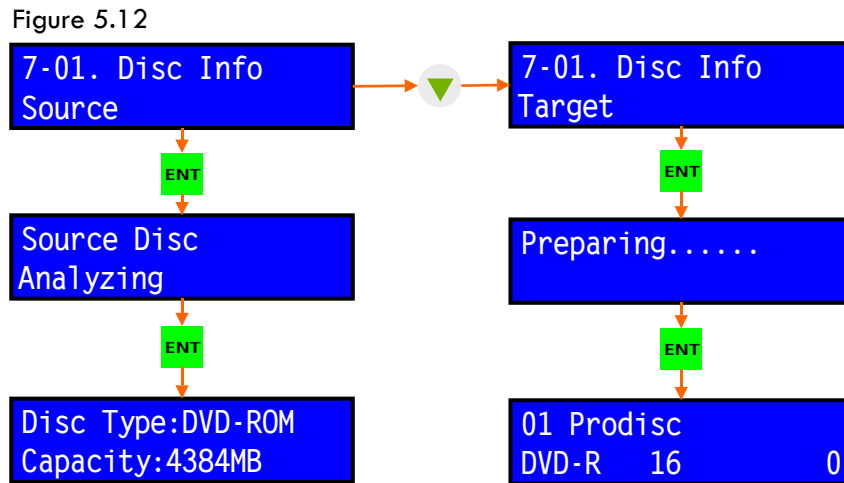 Figure 5.12
7-01. Disc Info
Source
ENT
Source Disc
Analyzing
ENT
Disc Type:DVD-ROM
Capacity:4384MB
7-01. Disc Info
Target
ENT
Preparing......
ENT
01 Prodisc
DVD-R 16 0